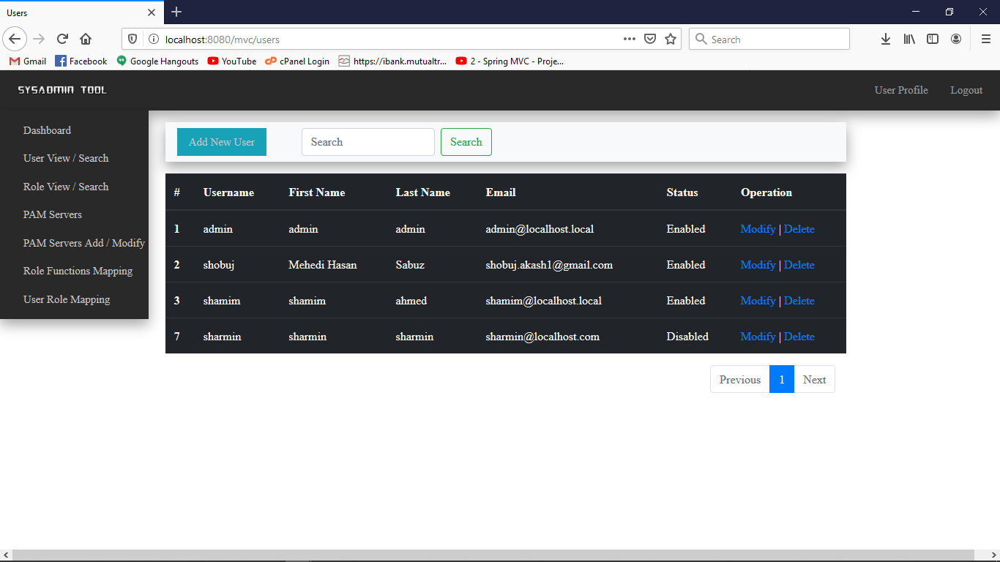 Users
localhost:8080/mvc/users
Search
Gmail Facebook Google Hangouts YouTube cPanel Login https://ibank.mutualtr... 2 - Spring MVC - Proje...
SYSADMIN TOOL
User Profile Logout
Dashboard
User View / Search
Role View / Search
PAM Servers
PAM Servers Add / Modify
Role Functions Mapping
User Role Mapping
Add New User Search Search
# Username First Name Last Name Email Status Operation
1 admin admin admin admin@localhost.local Enabled Modify | Delete
2 shobuj Mehedi Hasan Sabuz shobuj.akash1@gmail.com Enabled Modify | Delete
3 shamim shamim ahmed shamim@localhost.local Enabled Modify | Delete
7 sharmin sharmin sharmin sharmin@localhost.com Disabled Modify | Delete
Previous 1 Next